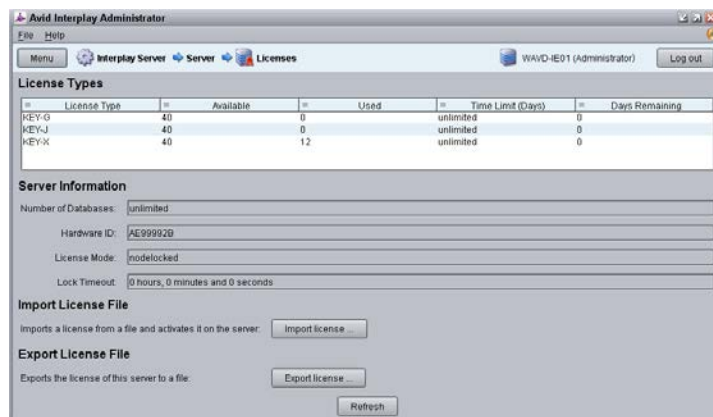 Avid Interplay Administrator
File Help
Menu Interplay Server Server Licenses WAVD-IE01 (Administrator) Log out
License Types
= License Type = Available = Used = Time Limit (Days) = Days Remaining
KEY-G 40 0 unlimited 0
KEY-J 40 0 unlimited 0
KEY-X 40 12 unlimited 0
Server Information
Number of Databases: unlimited
Hardware ID: AE99992B
License Mode: nodelocked
Lock Timeout: 0 hours, 0 minutes and 0 seconds
Import License File
Imports a license from a file and activates it on the server: Import license ...
Export License File
Exports the license of this server to a file: Export license ...
Refresh